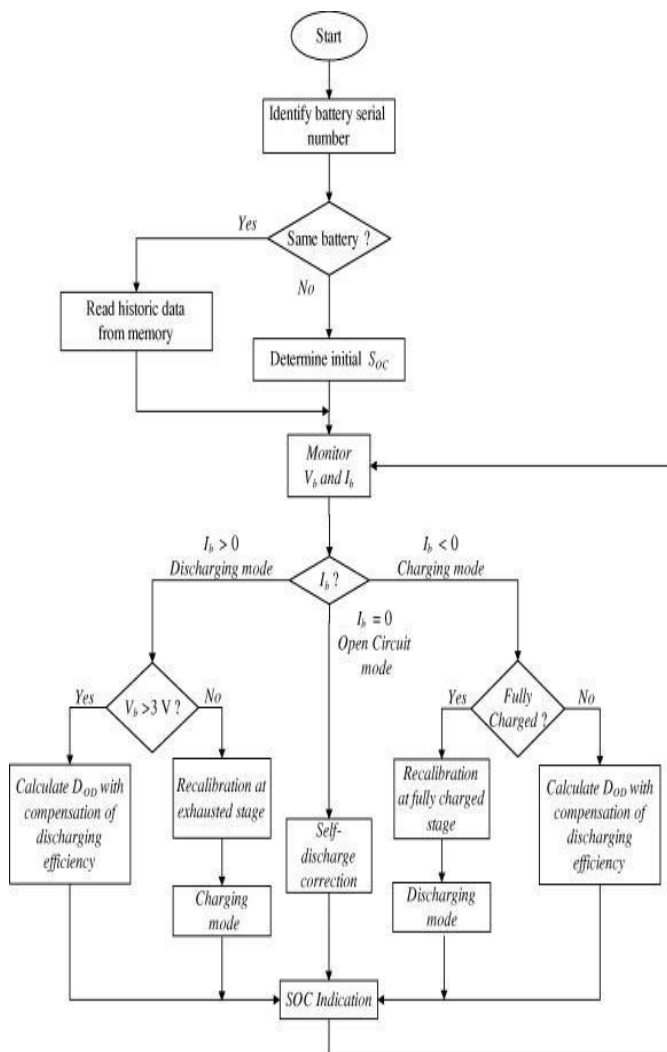 Start
Identify battery serial
number
Yes
Same battery ?
No
Read historic data
from memory
Determine initial S_OC
Monitor
V_b and I_b
I_b > 0
Discharging mode
I_b ?
I_b < 0
Charging mode
I_b = 0
Open Circuit
mode
Yes
V_b >3 V ?
No
Yes
Fully
Charged ?
No
Calculate D_OD with
compensation of
discharging
efficiency
Recalibration at
exhausted stage
Charging
mode
Self-
discharge
correction
Recalibration
at fully charged
stage
Discharging
mode
Calculate D_OD with
compensation of
discharging
efficiency
SOC Indication